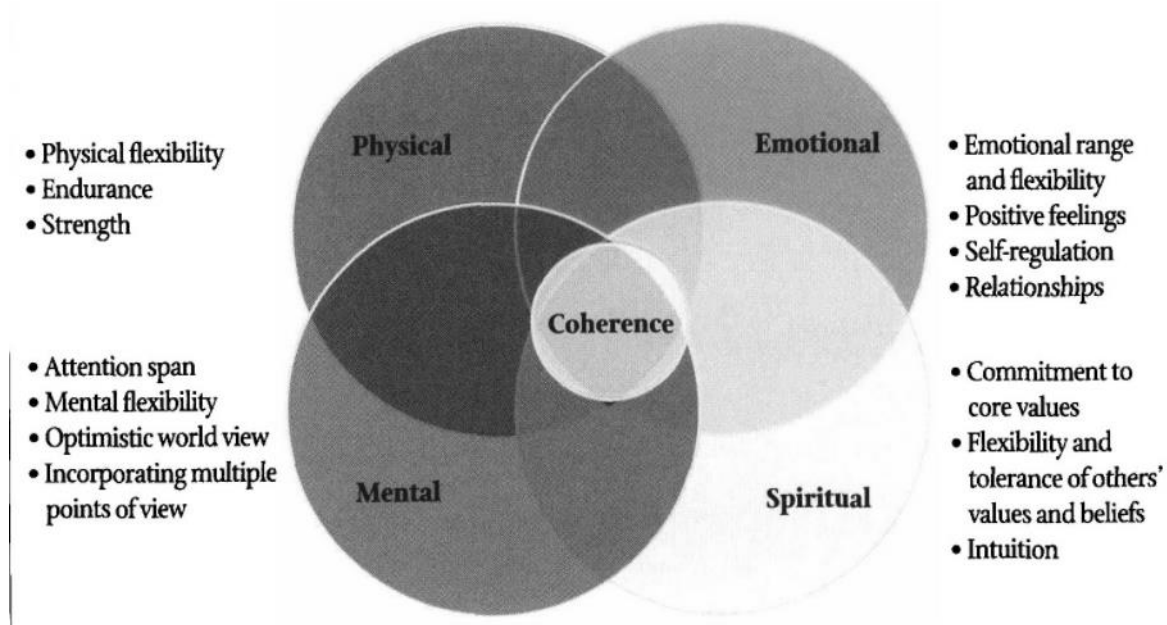 Physical
Emotional
• Physical flexibility
• Endurance
• Strength
• Emotional range
and flexibility
• Positive feelings
• Self-regulation
• Relationships
Coherence
• Attention span
• Mental flexibility
• Optimistic world view
• Incorporating multiple
points of view
Mental
• Commitment to
core values
• Flexibility and
tolerance of others’
values and beliefs
• Intuition
Spiritual